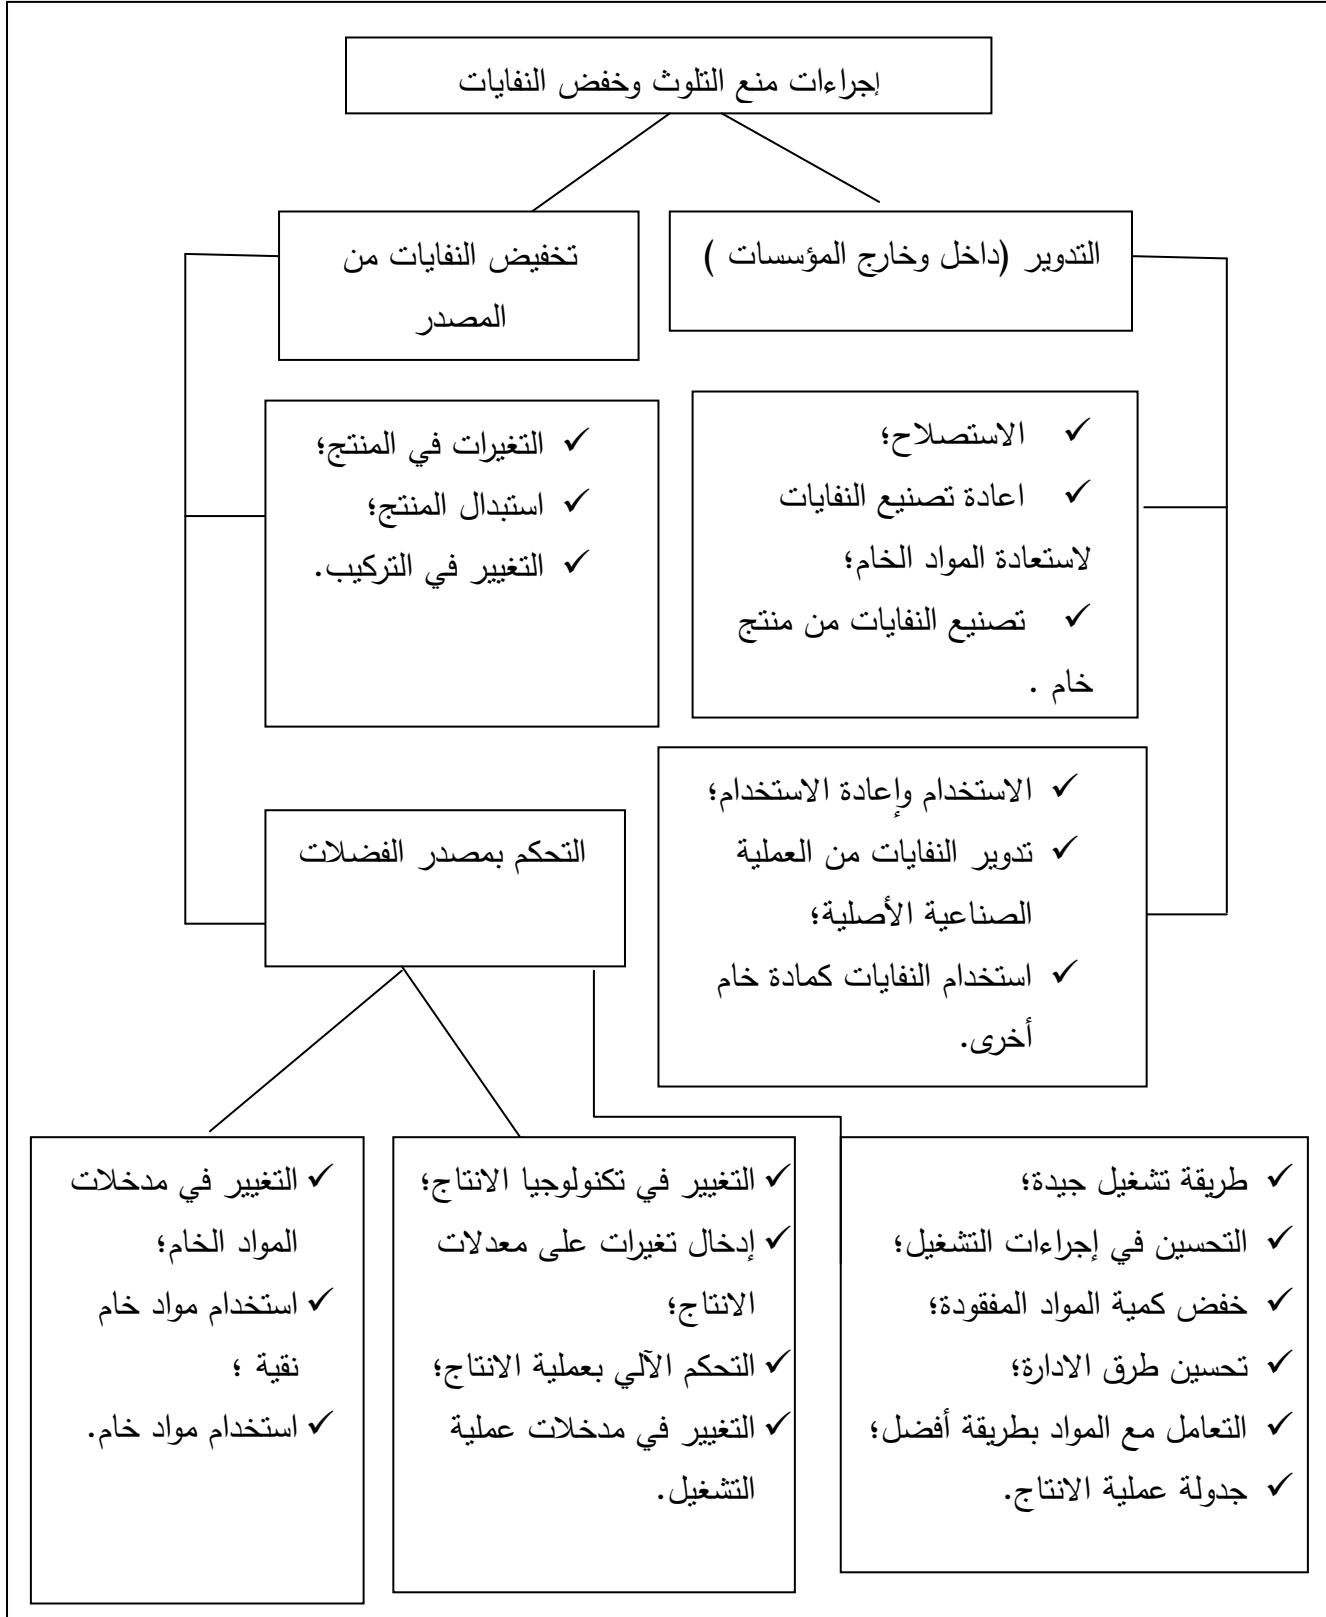 إجراءات منع التلوث وخفض النفايات
التدوير (داخل وخارج المؤسسات )
تخفيض النفايات من
المصدر
✓ الاستصلاح؛
✓ اعادة تصنيع النفايات
لاستعادة المواد الخام؛
✓ تصنيع النفايات من منتج
خام .
✓ التغيرات في المنتج؛
✓ استبدال المنتج؛
✓ التغيير في التركيب.
✓ الاستخدام وإعادة الاستخدام؛
✓ تدوير النفايات من العملية
الصناعية الأصلية؛
✓ استخدام النفايات كمادة خام
أخرى.
التحكم بمصدر الفضلات
✓ طريقة تشغيل جيدة؛
✓ التحسين في إجراءات التشغيل؛
✓ خفض كمية المواد المفقودة؛
✓ تحسين طرق الادارة؛
✓ التعامل مع المواد بطريقة أفضل؛
✓ جدولة عملية الانتاج.
✓ التغيير في تكنولوجيا الانتاج؛
✓ إدخال تغيرات على معدلات
الانتاج؛
✓ التحكم الآلي بعملية الانتاج؛
✓ التغيير في مدخلات عملية
التشغيل.
✓ التغيير في مدخلات
المواد الخام؛
✓ استخدام مواد خام
نقية ؛
✓ استخدام مواد خام.